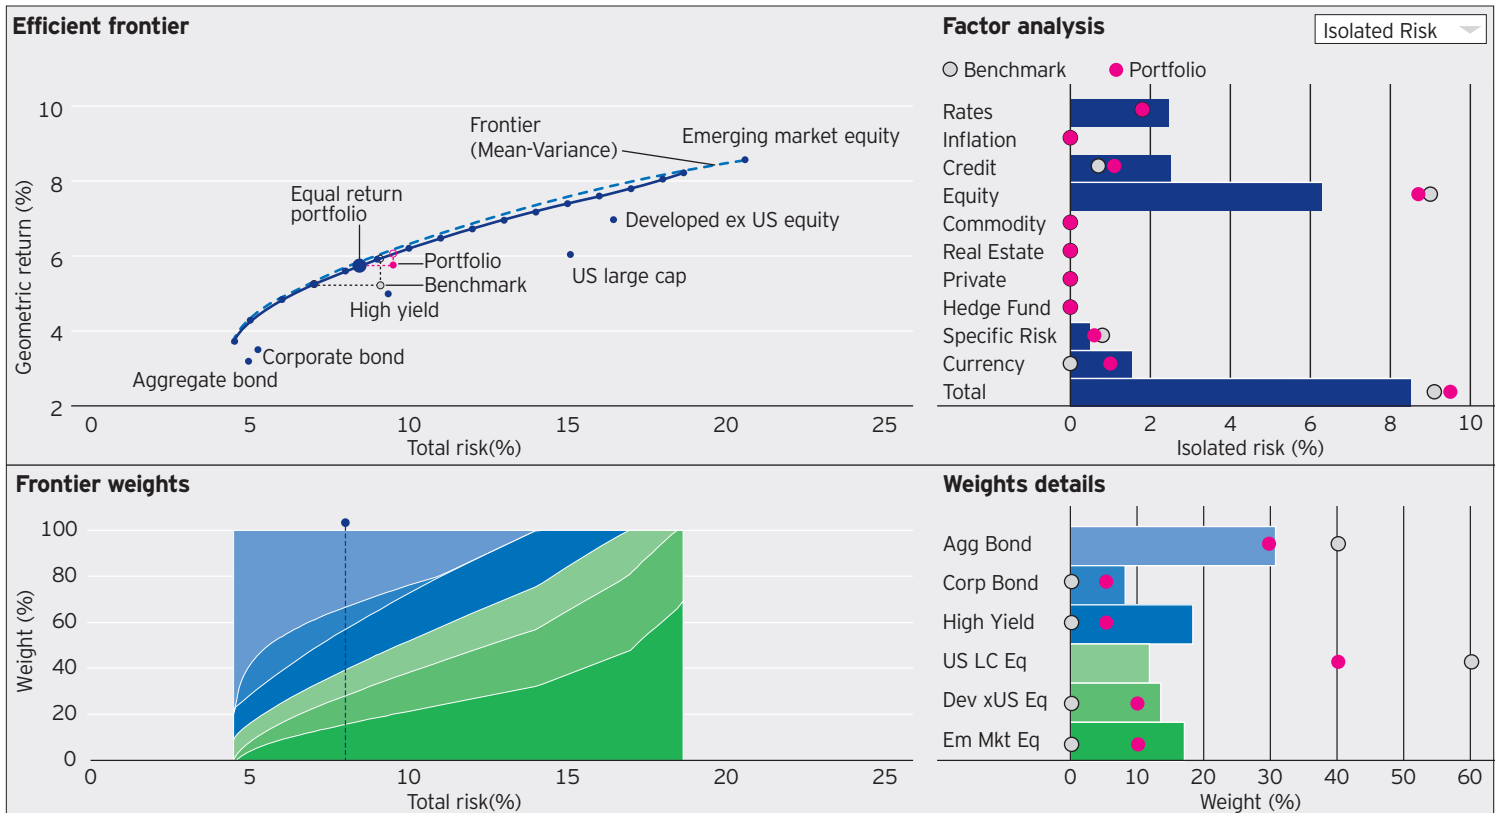 Efficient frontier
10
8
6
4
2
Geometric return (%)
0
5
10
15
20
25
Total risk(%)
Frontier
(Mean-Variance)
Emerging market equity
Equal return
portfolio
Developed ex US equity
Portfolio
Benchmark
US large cap
High yield
Corporate bond
Aggregate bond
Factor analysis
Isolated Risk
Benchmark
Portfolio
Rates
Inflation
Credit
Equity
Commodity
Real Estate
Private
Hedge Fund
Specific Risk
Currency
Total
0
2
4
6
8
10
Isolated risk (%)
Frontier weights
100
80
60
40
20
0
Weight (%)
0
5
10
15
20
25
Total risk(%)
Weights details
Agg Bond
Corp Bond
High Yield
US LC Eq
Dev xUS Eq
Em Mkt Eq
0
10
20
30
40
50
60
Weight (%)